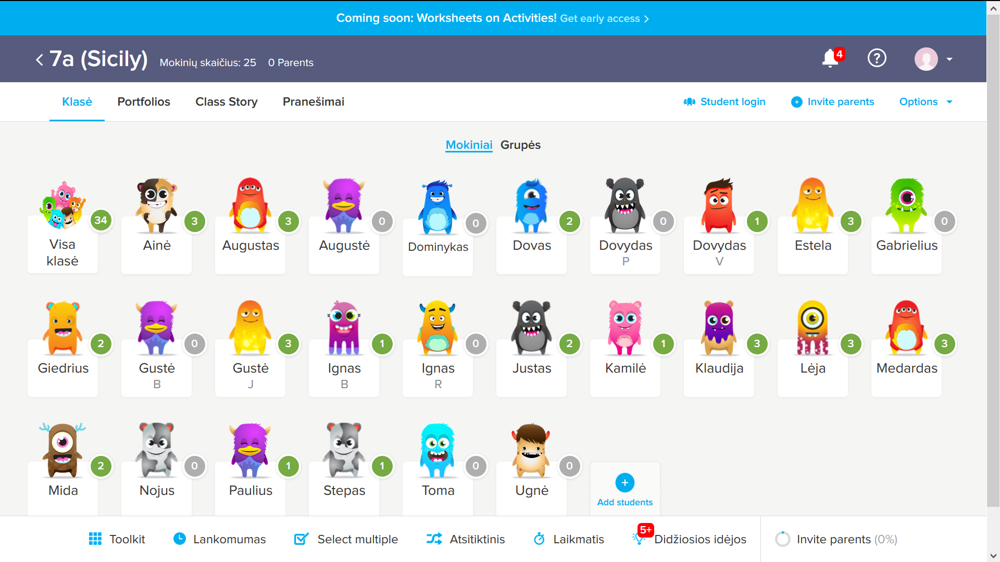 Coming soon: Worksheets on Activities! Get early access >
7a (Sicily) Mokinių skaičius: 25 0 Parents
4
?
Klasė Portfolios Class Story Pranešimai Student login Invite parents Options
Mokiniai Grupės
34 3 3 0 0 2 0 1 3 0
Visa klasė Ainė Augustas Augustė Dominykas Dovas Dovydas P Dovydas V Estela Gabrielius
2 0 3 1 0 2 1 3 3 3
Giedrius Gustė B Gustė J Ignas B Ignas R Justas Kamilė Klaudija Lėja Medardas
2 0 1 1 0 0
Mida Nojus Paulius Stepas Toma Ugnė Add students
Toolkit Lankomumas Select multiple Atsitiktinis Laikmatis 5+ Didžiosios idėjos Invite parents (0%)